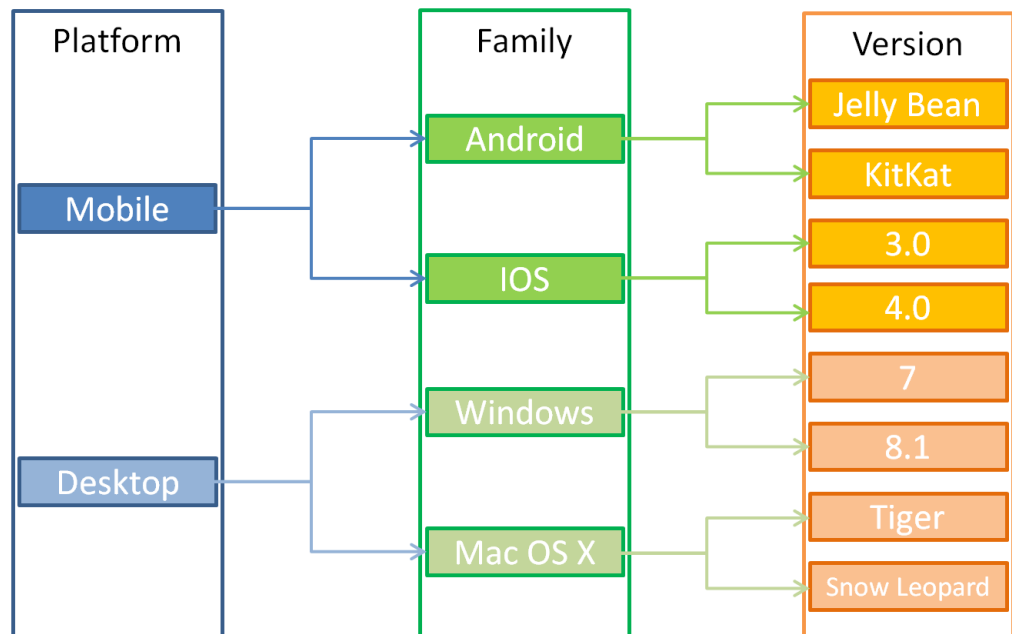 Platform
Mobile
Desktop
Family
Android
IOS
Windows
Mac OS X
Version
Jelly Bean
KitKat
3.0
4.0
7
8.1
Tiger
Snow Leopard